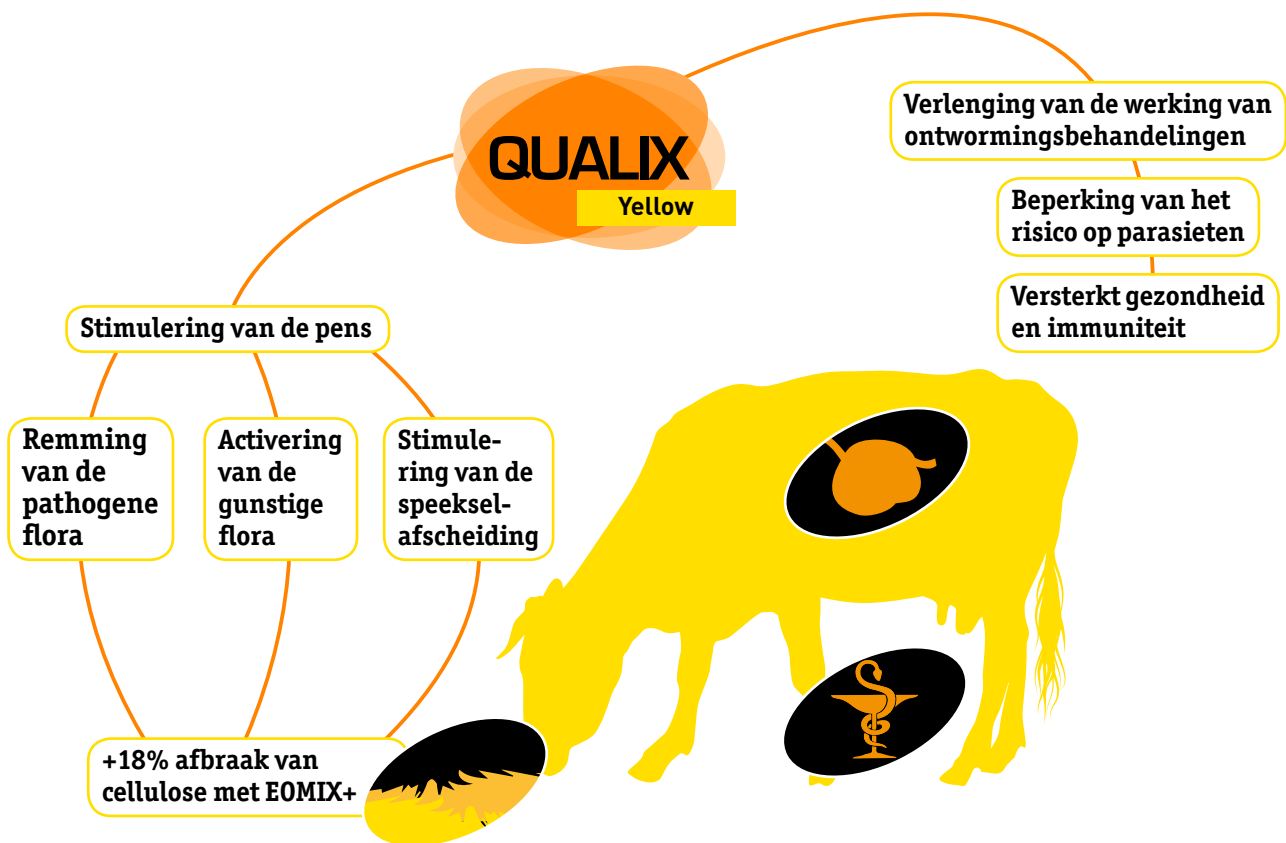 QUALIX
Yellow
Verlenging van de werking van
ontwormingsbehandelingen
Beperking van het
risico op parasieten
Versterkt gezondheid
en immuniteit
Stimulering van de pens
Remming
van de
pathogene
flora
Activering
van de
gunstige
flora
Stimule-
ring van de
speeksel-
afscheiding
+18% afbraak van
cellulose met EOMIX+